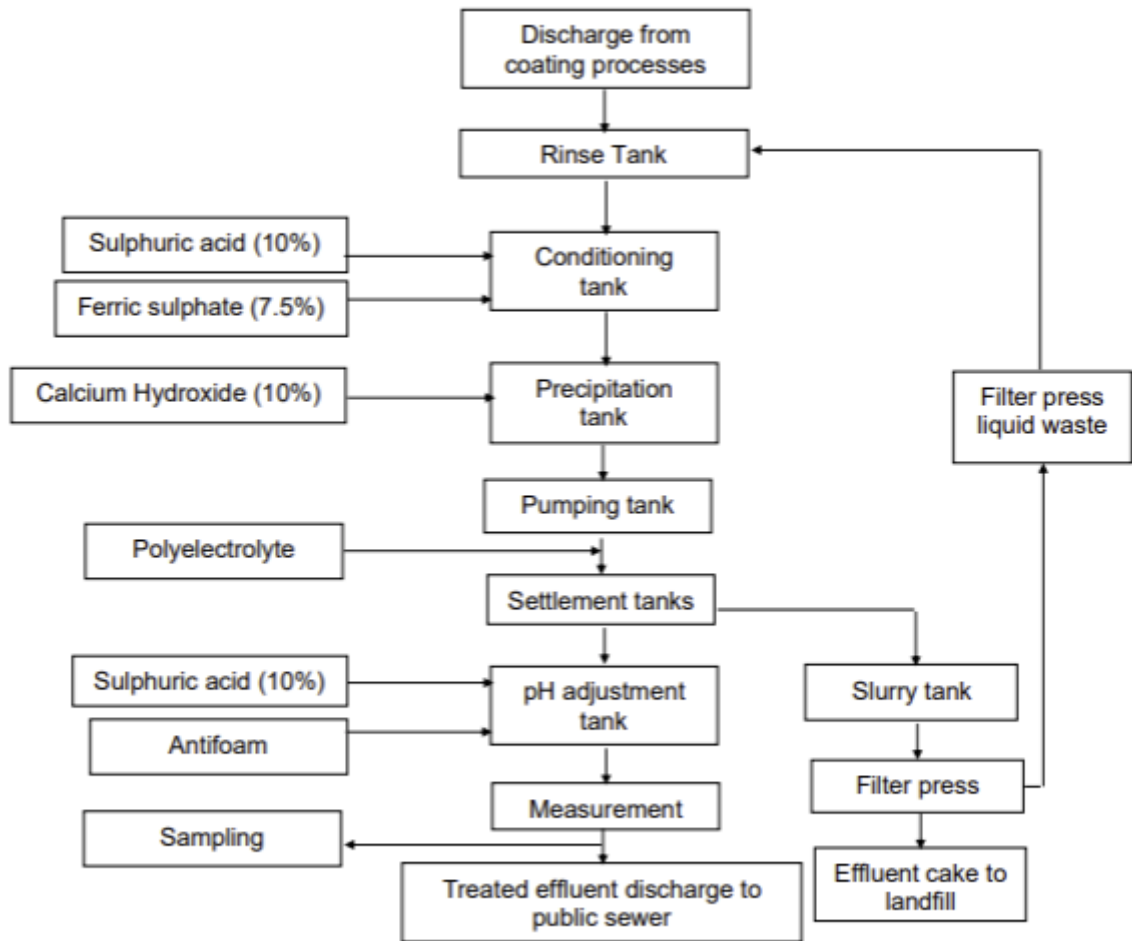 Discharge from
coating processes
Rinse Tank
Sulphuric acid (10%)
Conditioning
tank
Ferric sulphate (7.5%)
Calcium Hydroxide (10%)
Precipitation
tank
Filter press
liquid waste
Pumping tank
Polyelectrolyte
Settlement tanks
Sulphuric acid (10%)
pH adjustment
tank
Slurry tank
Antifoam
Filter press
Measurement
Sampling
Treated effluent discharge to
public sewer
Effluent cake to
landfill